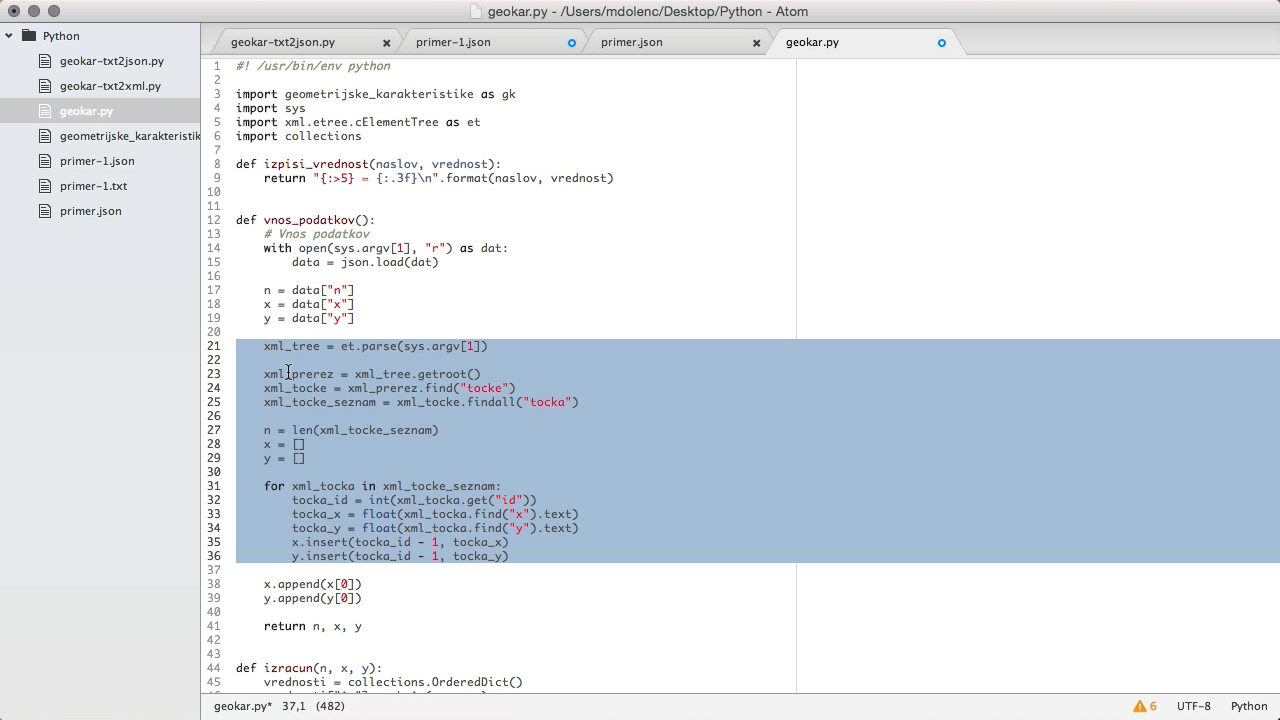 geokar.py - /Users/mdolenc/Desktop/Python - Atom
Python
geokar-txt2json.py
geokar-txt2xml.py
geokar.py
geometrijske_karakteristik
primer-1.json
primer-1.txt
primer.json
geokar-txt2json.py
primer-1.json
primer.json
geokar.py
1 #! /usr/bin/env python
2
3 import geometrijske_karakteristike as gk
4 import sys
5 import xml.etree.cElementTree as et
6 import collections
7
8 def izpisi_vrednost(naslov, vrednost):
9 return "{:>5} = {:.3f}\n".format(naslov, vrednost)
10
11
12 def vnos_podatkov():
13 # Vnos podatkov
14 with open(sys.argv[1], "r") as dat:
15 data = json.load(dat)
16
17 n = data["n"]
18 x = data["x"]
19 y = data["y"]
20
21 xml_tree = et.parse(sys.argv[1])
22
23 xml_prerez = xml_tree.getroot()
24 xml_tocke = xml_prerez.find("tocke")
25 xml_tocke_seznam = xml_tocke.findall("tocka")
26
27 n = len(xml_tocke_seznam)
28 x = []
29 y = []
30
31 for xml_tocka in xml_tocke_seznam:
32 tocka_id = int(xml_tocka.get("id"))
33 tocka_x = float(xml_tocka.find("x").text)
34 tocka_y = float(xml_tocka.find("y").text)
35 x.insert(tocka_id - 1, tocka_x)
36 y.insert(tocka_id - 1, tocka_y)
37
38 x.append(x[0])
39 y.append(y[0])
40
41 return n, x, y
42
43
44 def izracun(n, x, y):
45 vrednosti = collections.OrderedDict()
geokar.py* 37,1 (482)
6 UTF-8 Python